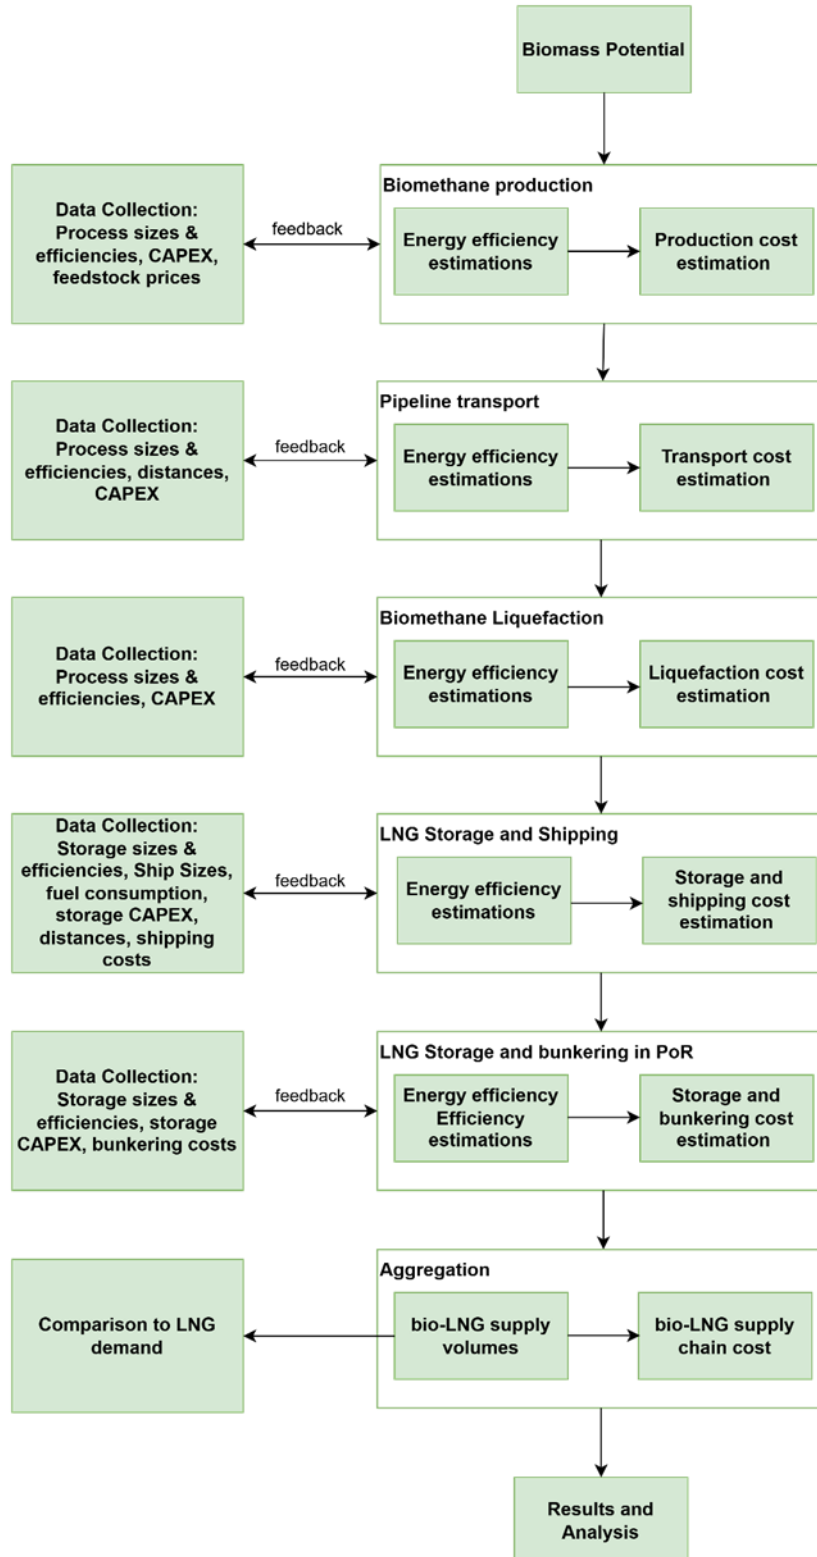 Biomass Potential
Data Collection:
Process sizes &
efficiencies, CAPEX,
feedstock prices
feedback
Biomethane production
Energy efficiency
estimations
Production cost
estimation
Data Collection:
Process sizes &
efficiencies, distances,
CAPEX
feedback
Pipeline transport
Energy efficiency
estimations
Transport cost
estimation
Data Collection:
Process sizes &
efficiencies, CAPEX
feedback
Biomethane Liquefaction
Energy efficiency
estimations
Liquefaction cost
estimation
Data Collection:
Storage sizes &
efficiencies, Ship Sizes,
fuel consumption,
storage CAPEX,
distances, shipping
costs
feedback
LNG Storage and Shipping
Energy efficiency
estimations
Storage and
shipping cost
estimation
Data Collection:
Storage sizes &
efficiencies, storage
CAPEX, bunkering costs
feedback
LNG Storage and bunkering in PoR
Energy efficiency
Efficiency
estimations
Storage and
bunkering cost
estimation
Comparison to LNG
demand
Aggregation
bio-LNG supply
volumes
bio-LNG supply
chain cost
Results and
Analysis